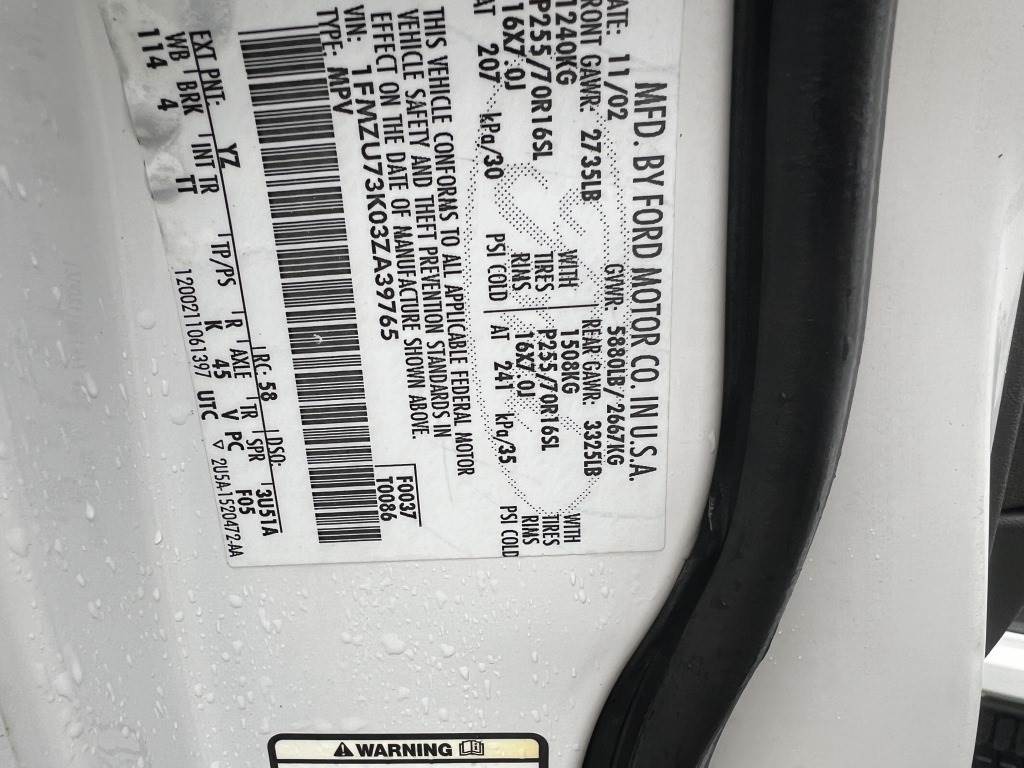 MFD. BY FORD MOTOR CO. IN U.S.A.
DATE: 11/02 GVWR: 5880LB/2667KG
FRONT GAWR: 2735LB REAR GAWR: 3325LB
1240KG WITH 1508KG WITH
P255/70R16SL TIRES P255/70R16SL TIRES
16X7.0J RIMS 16X7.0J RIMS
AT 207 kPa/30 PSI COLD AT 241 kPa/35 PSI COLD
THIS VEHICLE CONFORMS TO ALL APPLICABLE FEDERAL MOTOR
VEHICLE SAFETY AND THEFT PREVENTION STANDARDS IN
EFFECT ON THE DATE OF MANUFACTURE SHOWN ABOVE.
VIN: 1FMZU73K03ZA39765 F0037
TYPE: MPV T0086
EXT PNT: YZ RC: 58 DSO: 3U51A
WB BRK INT TR TP/PS R AXLE TR SPR F05
114 4 TT K 45 V PC
1200211061397 UTC ▽ 2U5A-1520472-AA
WARNING